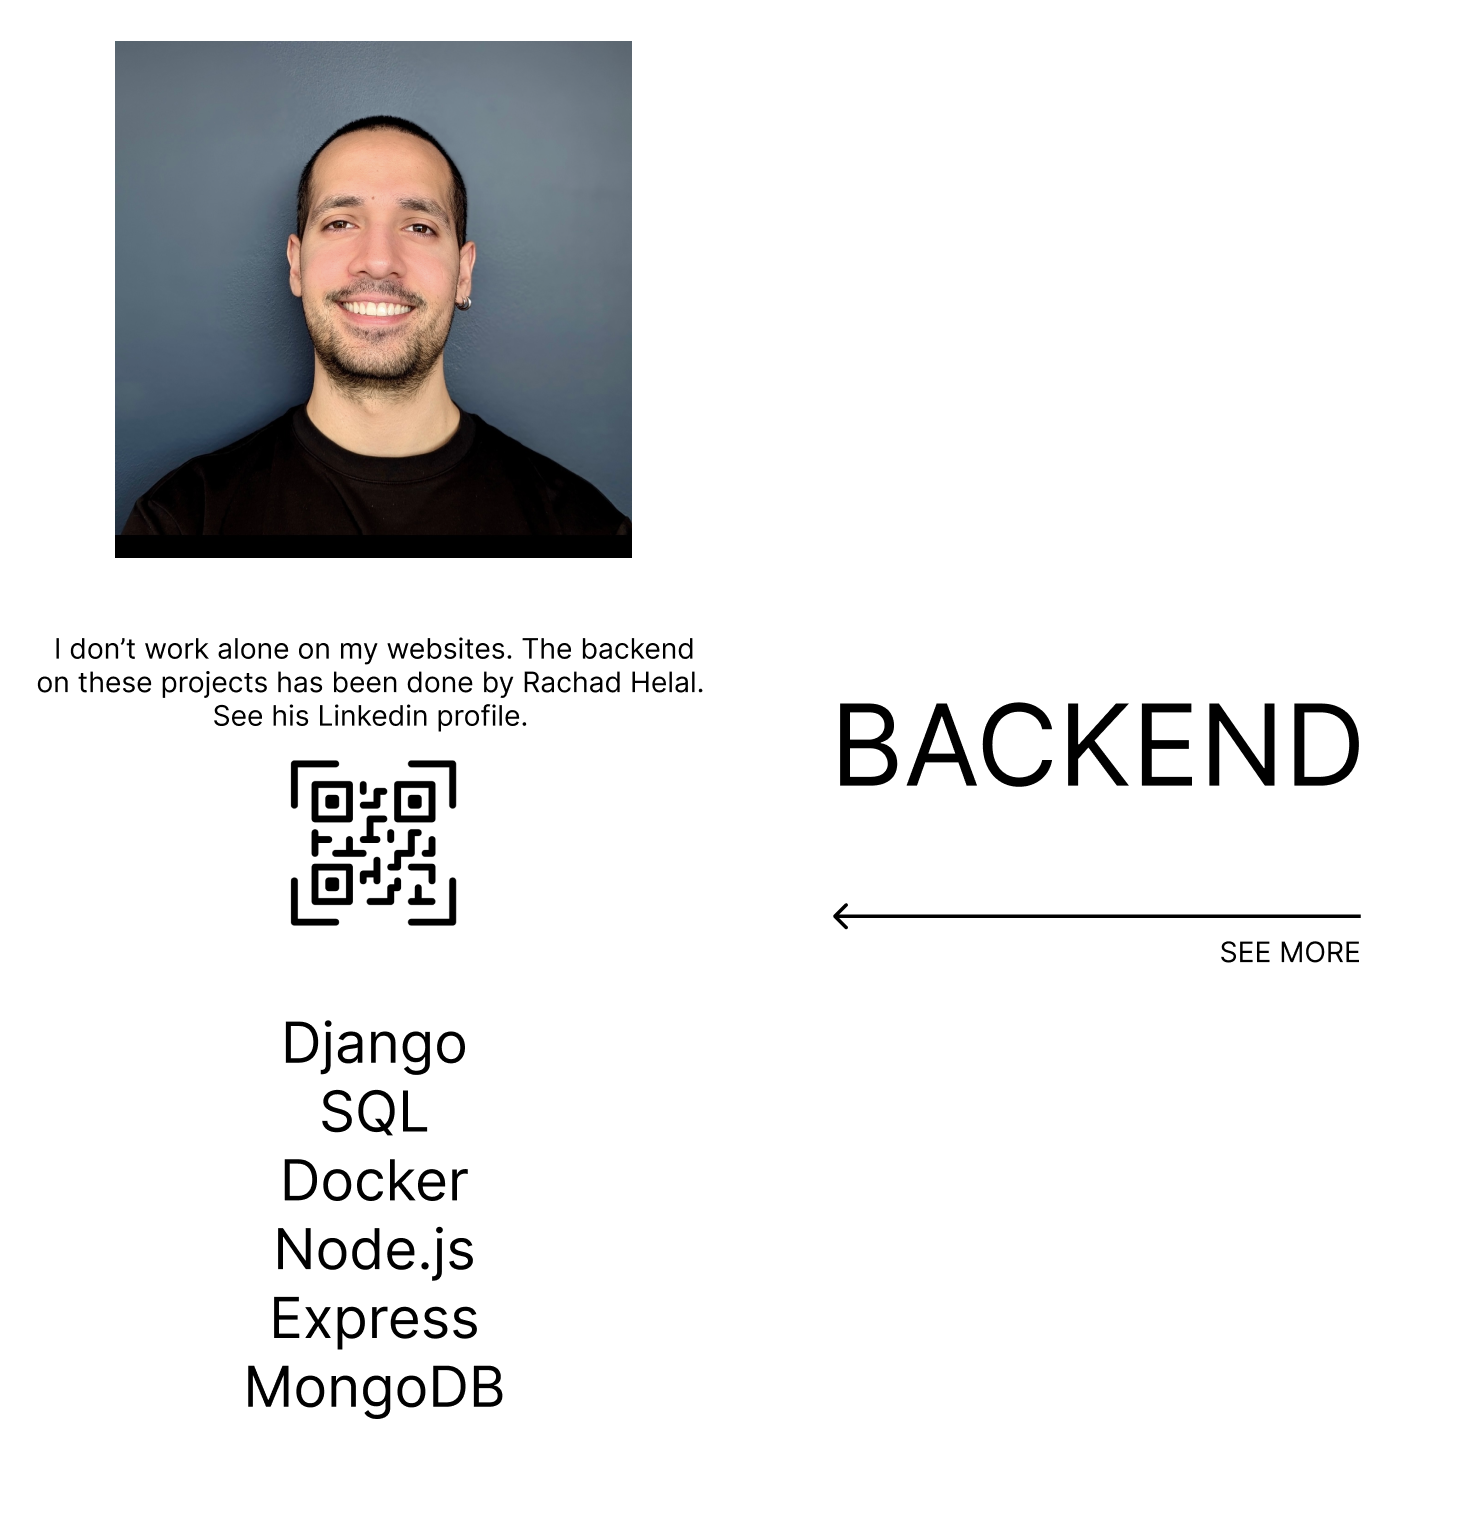 I don’t work alone on my websites. The backend
on these projects has been done by Rachad Helal.
See his Linkedin profile.
Django
SQL
Docker
Node.js
Express
MongoDB
BACKEND
SEE MORE